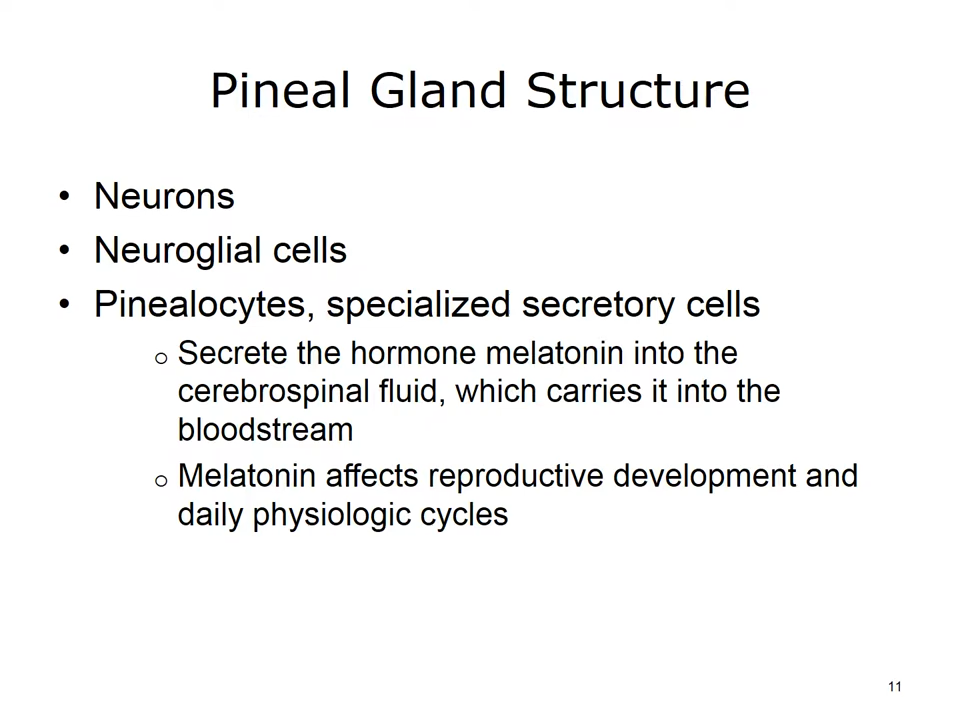 Pineal Gland Structure
• Neurons
• Neuroglial cells
• Pinealocytes, specialized secretory cells
o Secrete the hormone melatonin into the
cerebrospinal fluid, which carries it into the
bloodstream
o Melatonin affects reproductive development and
daily physiologic cycles
11